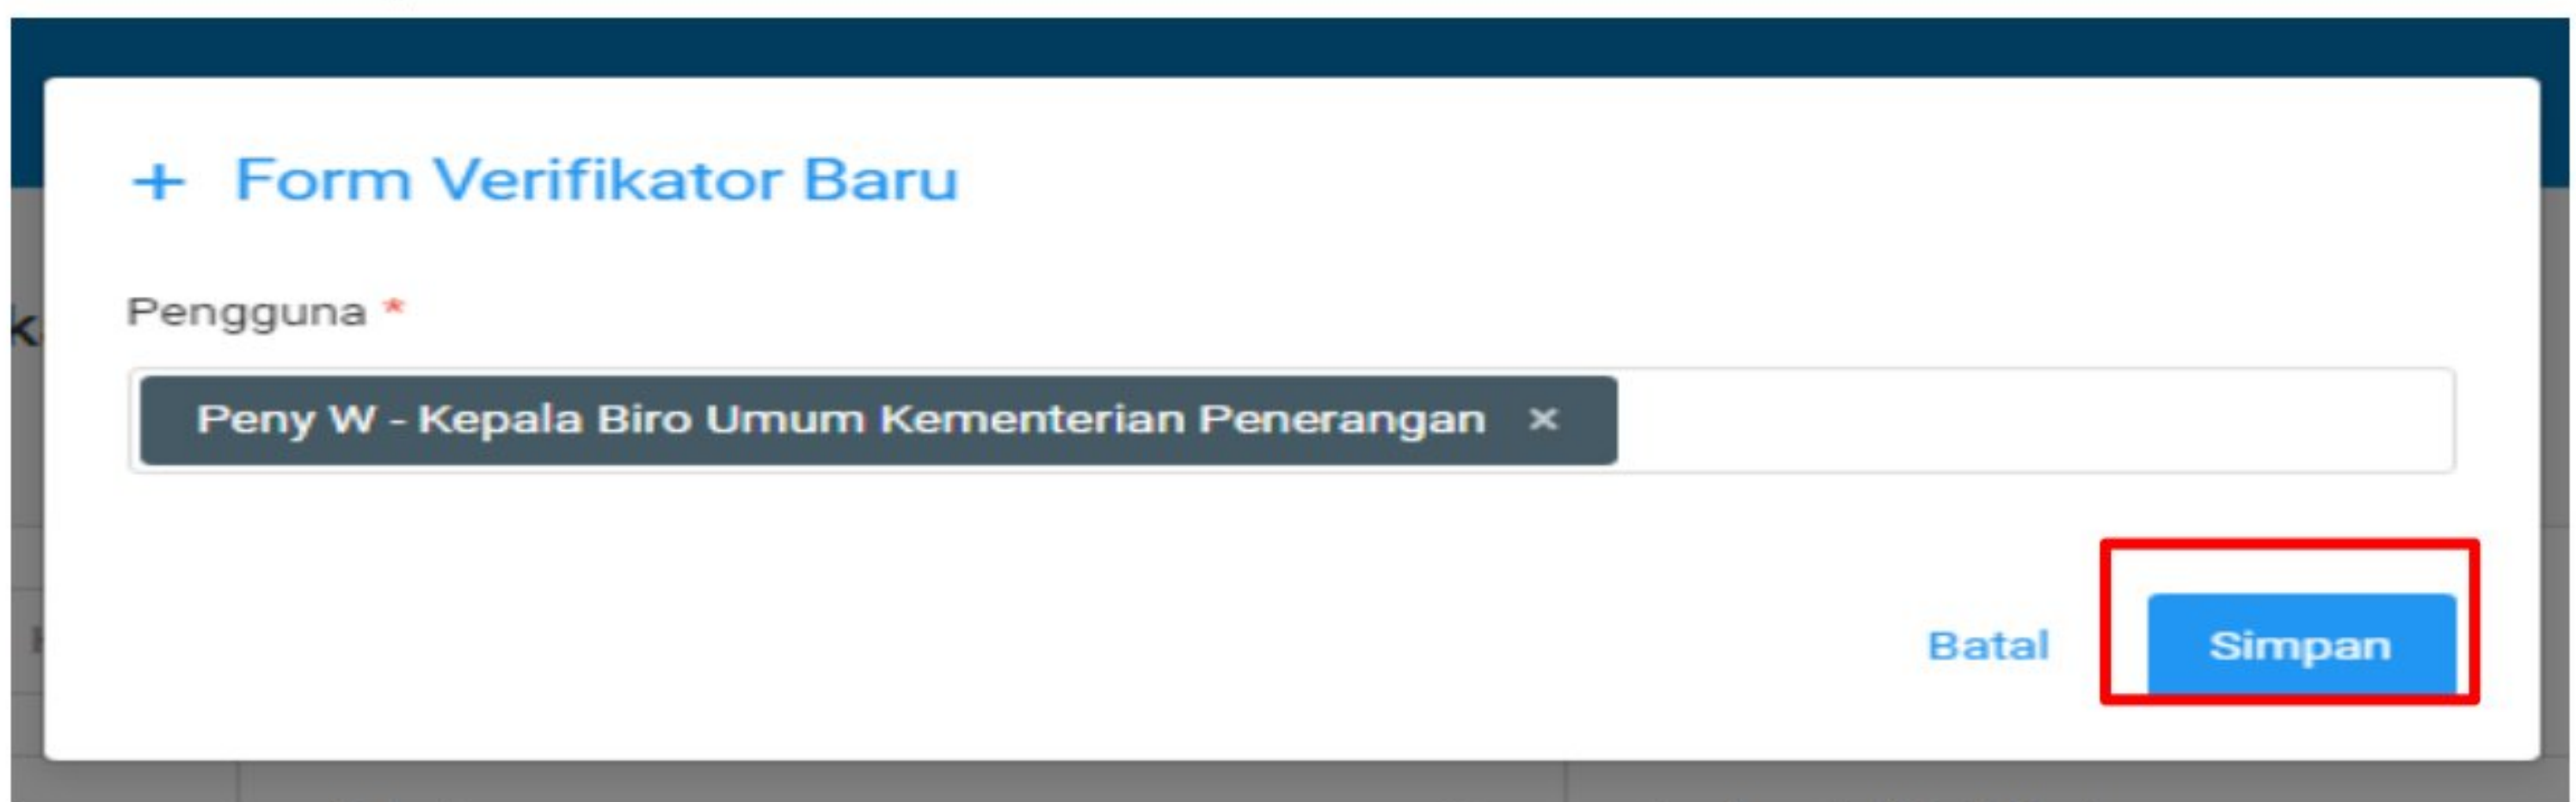 + Form Verifikator Baru
Pengguna *
Peny W - Kepala Biro Umum Kementerian Penerangan ×
Batal Simpan